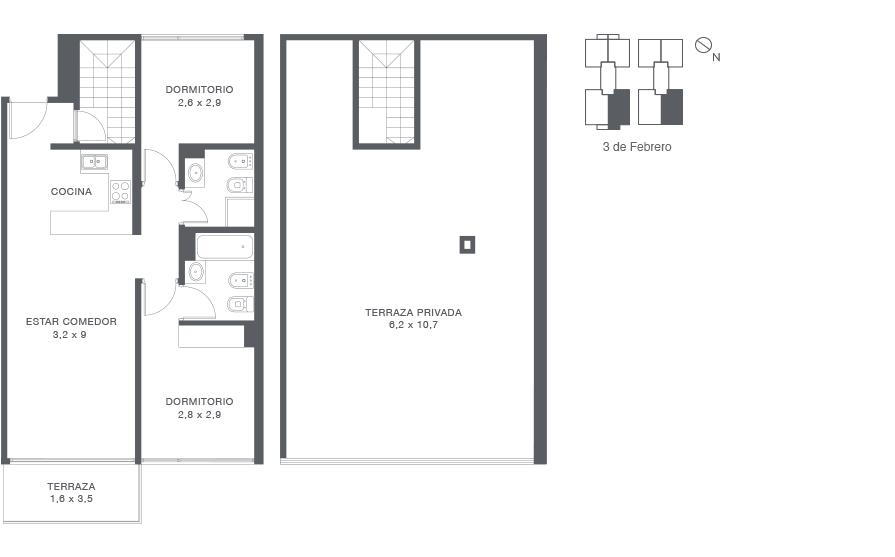 DORMITORIO
2,6 x 2,9
COCINA
ESTAR COMEDOR
3,2 x 9
DORMITORIO
2,8 x 2,9
TERRAZA
1,6 x 3,5
TERRAZA PRIVADA
6,2 x 10,7
N
3 de Febrero